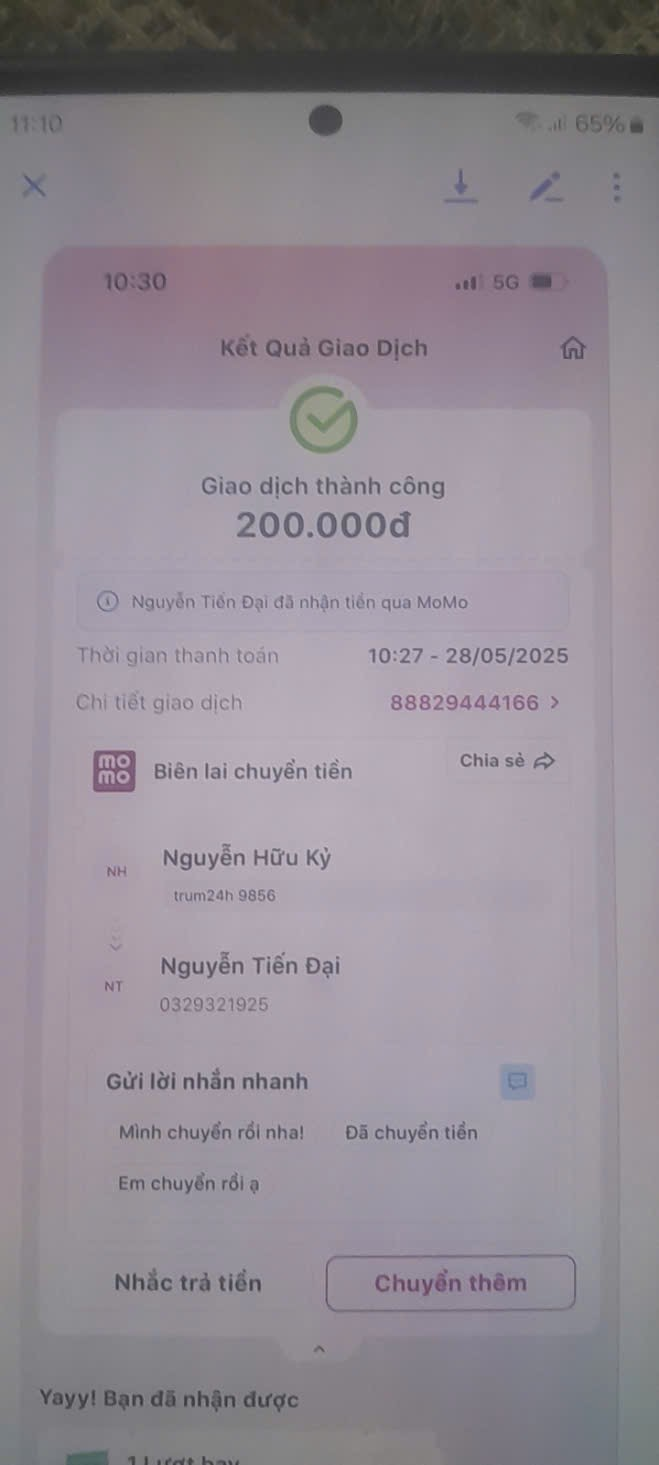 11:10 65%
10:30 5G
Kết Quả Giao Dịch
Giao dịch thành công
200.000đ
Nguyễn Tiến Đại đã nhận tiền qua MoMo
Thời gian thanh toán 10:27 - 28/05/2025
Chi tiết giao dịch 88829444166 >
mo mo Biên lai chuyển tiền Chia sẻ
NH Nguyễn Hữu Kỷ
trum24h 9856
NT Nguyễn Tiến Đại
0329321925
Gửi lời nhắn nhanh
Mình chuyển rồi nha! Đã chuyển tiền
Em chuyển rồi ạ
Nhắc trả tiền Chuyển thêm
Yayy! Bạn đã nhận được